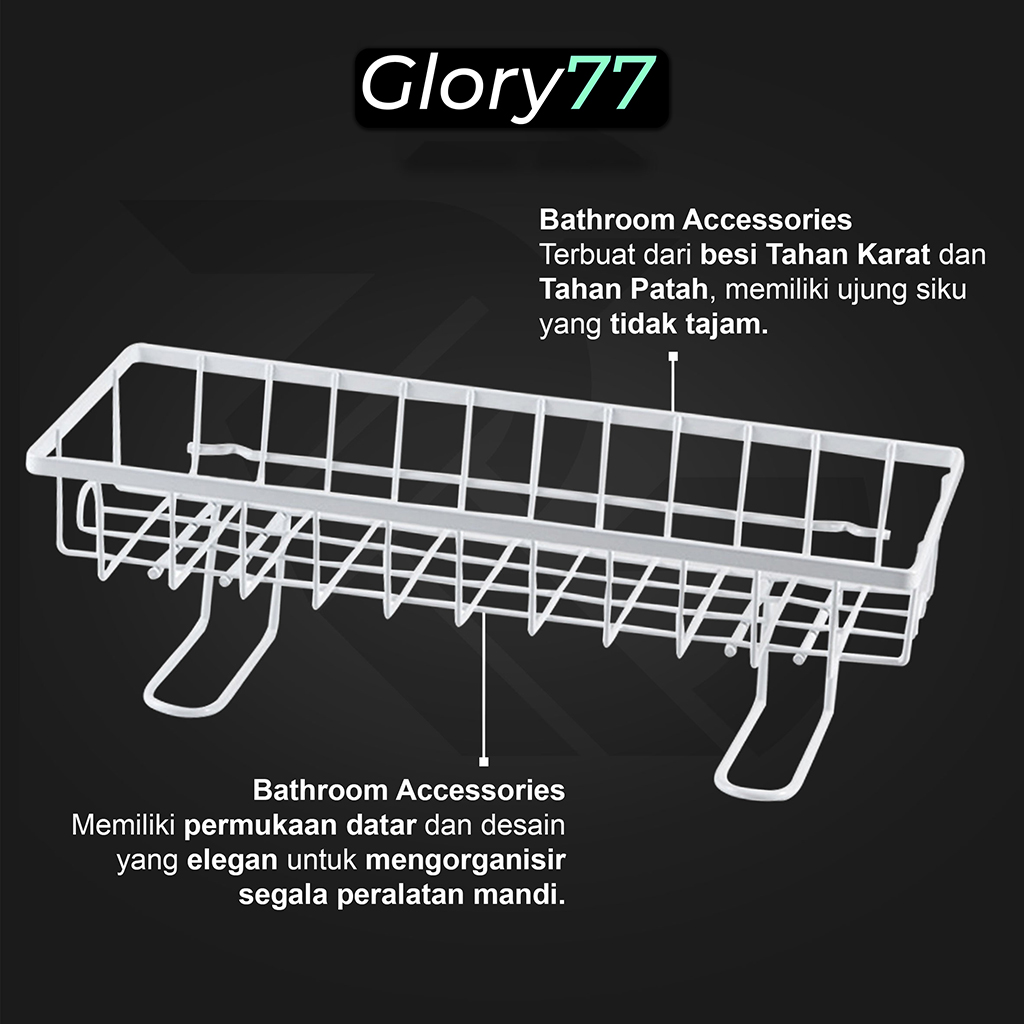 Glory77
Bathroom Accessories
Terbuat dari besi Tahan Karat dan
Tahan Patah, memiliki ujung siku
yang tidak tajam.
Bathroom Accessories
Memiliki permukaan datar dan desain
yang elegan untuk mengorganisir
segala peralatan mandi.